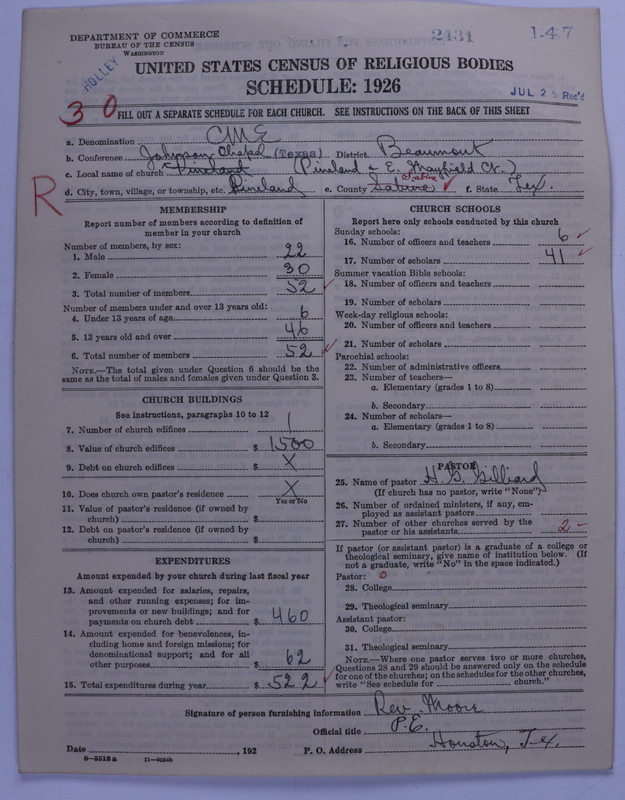 DEPARTMENT OF COMMERCE
BUREAU OF THE CENSUS
WASHINGTON
2431
1-4-7
HOLLEY
UNITED STATES CENSUS OF RELIGIOUS BODIES
SCHEDULE: 1926
JUL 2 Rec'd
30
FILL OUT A SEPARATE SCHEDULE FOR EACH CHURCH. SEE INSTRUCTIONS ON THE BACK OF THIS SHEET
a. Denomination CME
b. Conference Johnson Chapel (Texas) District Beaumont
c. Local name of church Pineland (Pineland & E. Mayfield Ct.)
Sabine
d. City, town, village, or township, etc. Pineland e. County Sabine f. State Tex.
R
MEMBERSHIP
Report number of members according to definition of
member in your church
Number of members, by sex:
1. Male 22
2. Female 30
3. Total number of members 52
Number of members under and over 13 years old:
4. Under 13 years of age 6
5. 13 years old and over 46
6. Total number of members 52
NOTE.—The total given under Question 6 should be the
same as the total of males and females given under Question 3.
CHURCH BUILDINGS
See instructions, paragraphs 10 to 12
7. Number of church edifices 1
8. Value of church edifices $ 1500
9. Debt on church edifices $ X
10. Does church own pastor's residence X
Yes or No
11. Value of pastor's residence (if owned by
church) $
12. Debt on pastor's residence (if owned by
church) $
EXPENDITURES
Amount expended by your church during last fiscal year
13. Amount expended for salaries, repairs,
and other running expenses; for im-
provements or new buildings; and for
payments on church debt $ 460
14. Amount expended for benevolences, in-
cluding home and foreign missions; for
denominational support; and for all
other purposes $ 62
15. Total expenditures during year $ 522
CHURCH SCHOOLS
Report here only schools conducted by this church
Sunday schools:
16. Number of officers and teachers 6
17. Number of scholars 41
Summer vacation Bible schools:
18. Number of officers and teachers
19. Number of scholars
Week-day religious schools:
20. Number of officers and teachers
21. Number of scholars
Parochial schools:
22. Number of administrative officers
23. Number of teachers—
a. Elementary (grades 1 to 8)
b. Secondary
24. Number of scholars—
a. Elementary (grades 1 to 8)
b. Secondary
PASTOR
25. Name of pastor H. G. Gilliard
(If church has no pastor, write "None")
26. Number of ordained ministers, if any, em-
ployed as assistant pastors
27. Number of other churches served by the
pastor or his assistants 2 -
If pastor (or assistant pastor) is a graduate of a college or
theological seminary, give name of institution below. (If
not a graduate, write "No" in the space indicated.)
Pastor: 0
28. College
29. Theological seminary
Assistant pastor:
30. College
31. Theological seminary
NOTE.—Where one pastor serves two or more churches,
Questions 28 and 29 should be answered only on the schedule
for one of the churches; on the schedules for the other churches,
write "See schedule for church."
Signature of person furnishing information Rev. Moore
Official title P.E.
Date , 192 P. O. Address Houston, Tex.
8-5518a